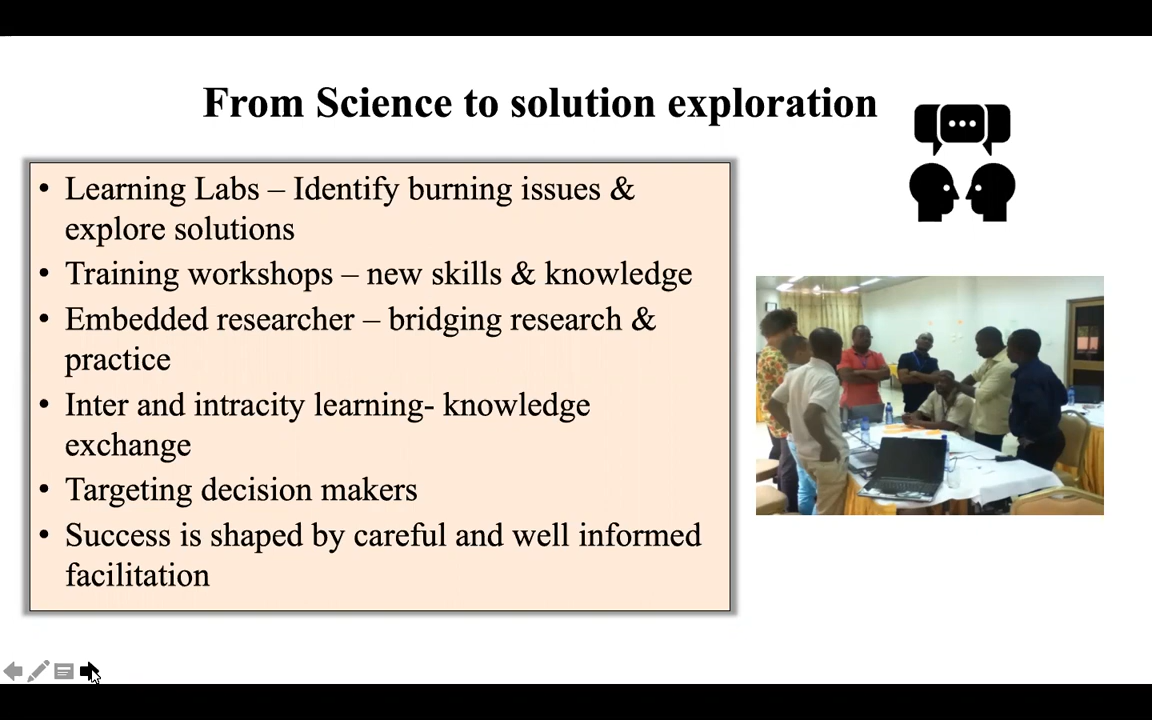 From Science to solution exploration
• Learning Labs – Identify burning issues &
explore solutions
• Training workshops – new skills & knowledge
• Embedded researcher – bridging research &
practice
• Inter and intracity learning- knowledge
exchange
• Targeting decision makers
• Success is shaped by careful and well informed
facilitation